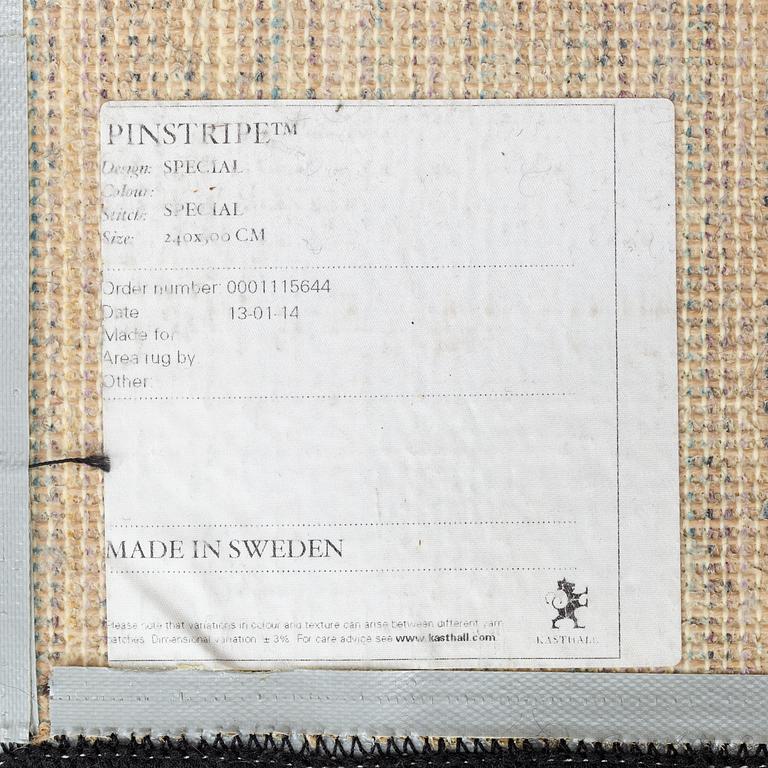 PINSTRIPE™
Design: SPECIAL
Colour:
Stitch: SPECIAL
Size: 240x300 CM
Order number: 0001115644
Date 13-01-14
Made for
Area rug by
Other:
MADE IN SWEDEN
Please note that variations in colour and texture can arise between different yarn
batches. Dimensional variation ± 3%. For care advice see www.kasthall.com
KASTHALL